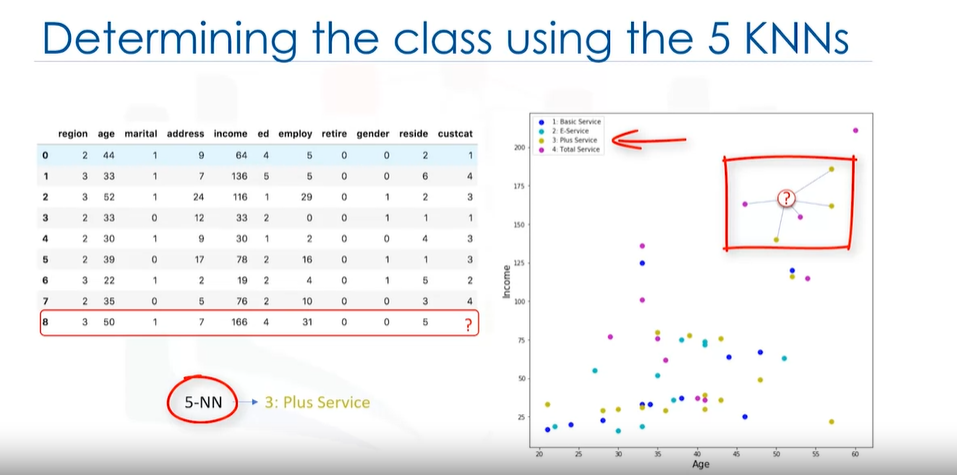 Determining the class using the 5 KNNs
region age marital address income ed employ retire gender reside custcat
0 2 44 1 9 64 4 5 0 0 2 1
1 3 33 1 7 136 5 5 0 0 6 4
2 3 52 1 24 116 1 29 0 1 2 3
3 2 33 0 12 33 2 0 0 1 1 1
4 2 30 1 9 30 1 2 0 0 4 3
5 2 39 0 17 78 2 16 0 1 1 3
6 3 22 1 2 19 2 4 0 1 5 2
7 2 35 0 5 76 2 10 0 0 3 4
8 3 50 1 7 166 4 31 0 0 5 ?
5-NN 3: Plus Service
1: Basic Service
2: E-Service
3: Plus Service
4: Total Service
?
200
175
150
125
100
75
50
25
Income
20 25 30 35 40 45 50 55 60
Age